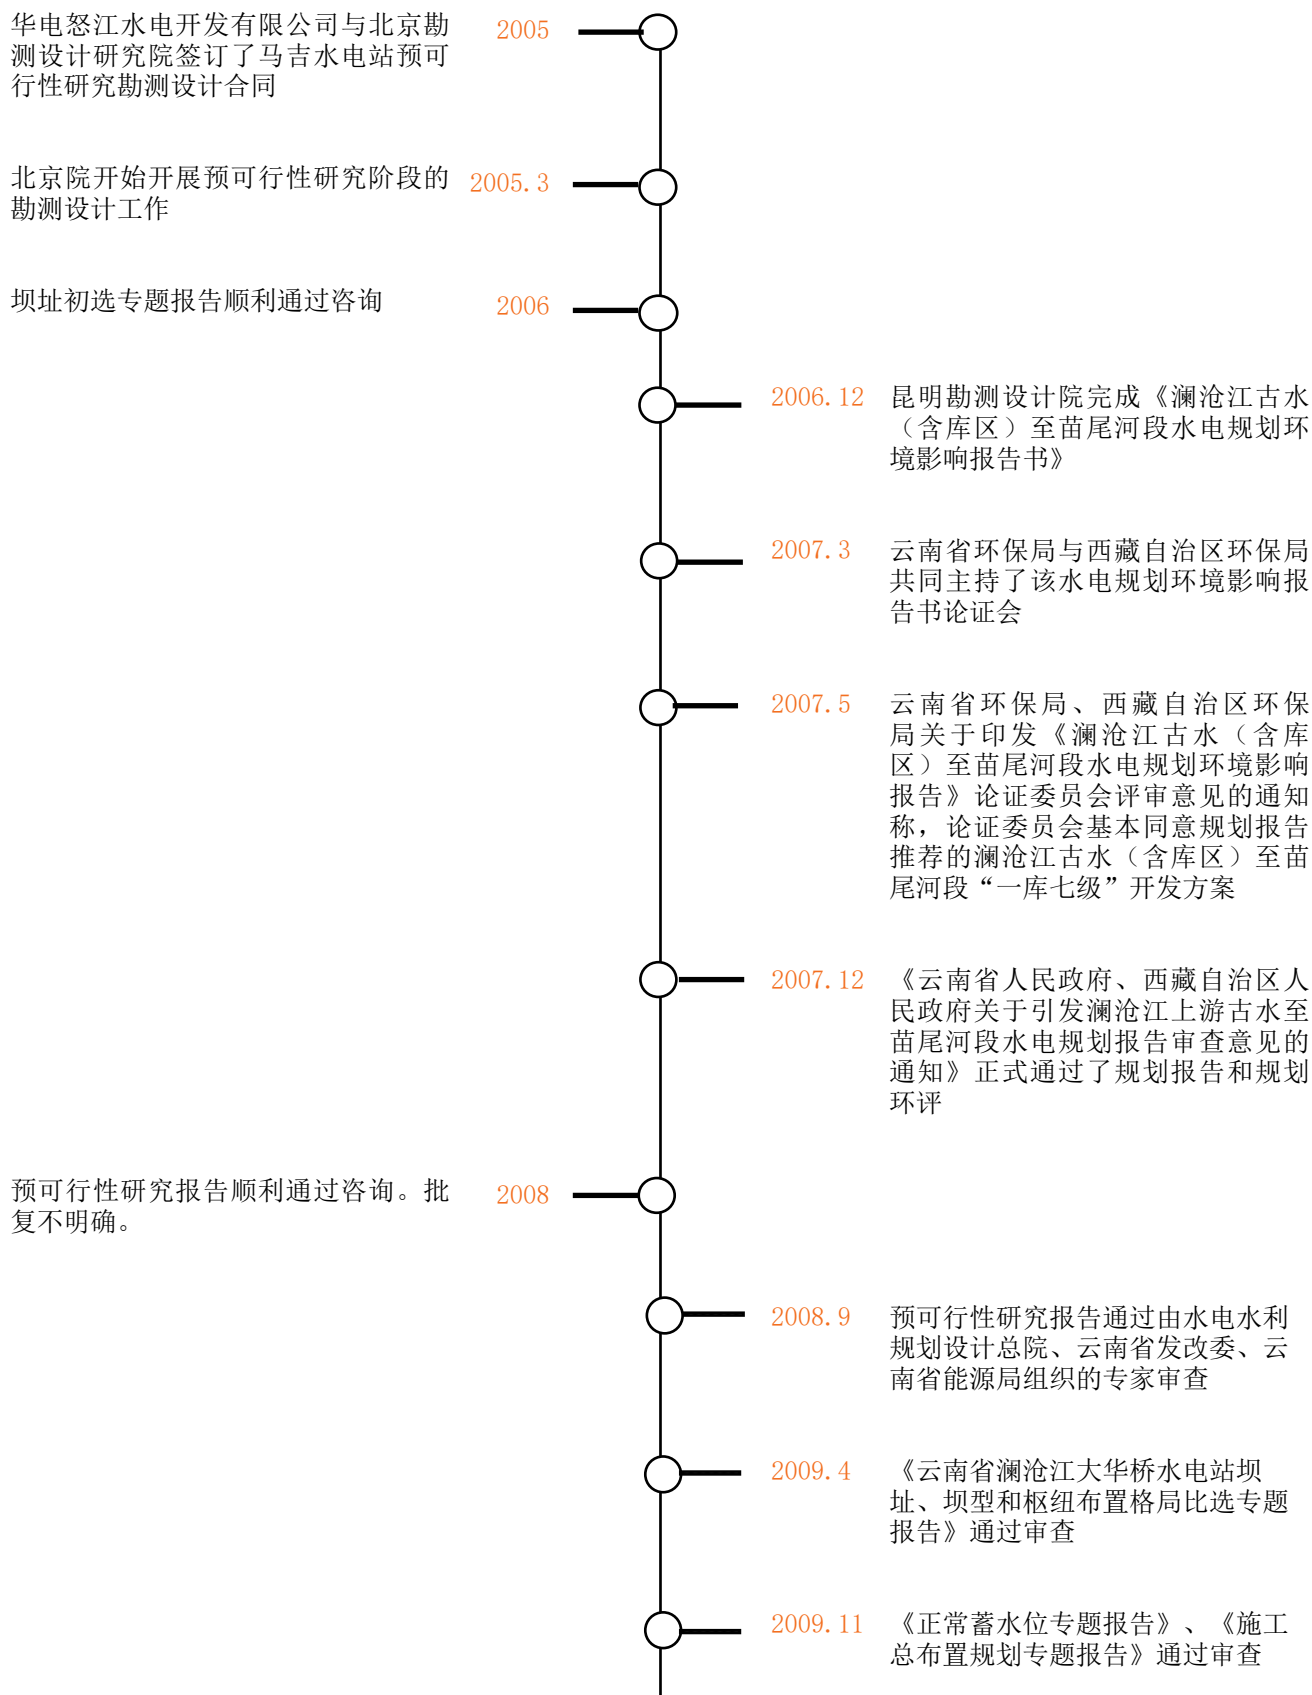 华电怒江水电开发有限公司与北京勘
测设计研究院签订了马吉水电站预可
行性研究勘测设计合同
2005
北京院开始开展预可行性研究阶段的
勘测设计工作
2005.3
坝址初选专题报告顺利通过咨询
2006
2006.12
昆明勘测设计院完成《澜沧江古水
（含库区）至苗尾河段水电规划环
境影响报告书》
2007.3
云南省环保局与西藏自治区环保局
共同主持了该水电规划环境影响报
告书论证会
2007.5
云南省环保局、西藏自治区环保
局关于印发《澜沧江古水（含库
区）至苗尾河段水电规划环境影响
报告》论证委员会评审意见的通知
称，论证委员会基本同意规划报告
推荐的澜沧江古水（含库区）至苗
尾河段“一库七级”开发方案
2007.12
《云南省人民政府、西藏自治区人
民政府关于引发澜沧江上游古水至
苗尾河段水电规划报告审查意见的
通知》正式通过了规划报告和规划
环评
预可行性研究报告顺利通过咨询。批
复不明确。
2008
2008.9
预可行性研究报告通过由水电水利
规划设计总院、云南省发改委、云
南省能源局组织的专家审查
2009.4
《云南省澜沧江大华桥水电站坝
址、坝型和枢纽布置格局比选专题
报告》通过审查
2009.11
《正常蓄水位专题报告》、《施工
总布置规划专题报告》通过审查